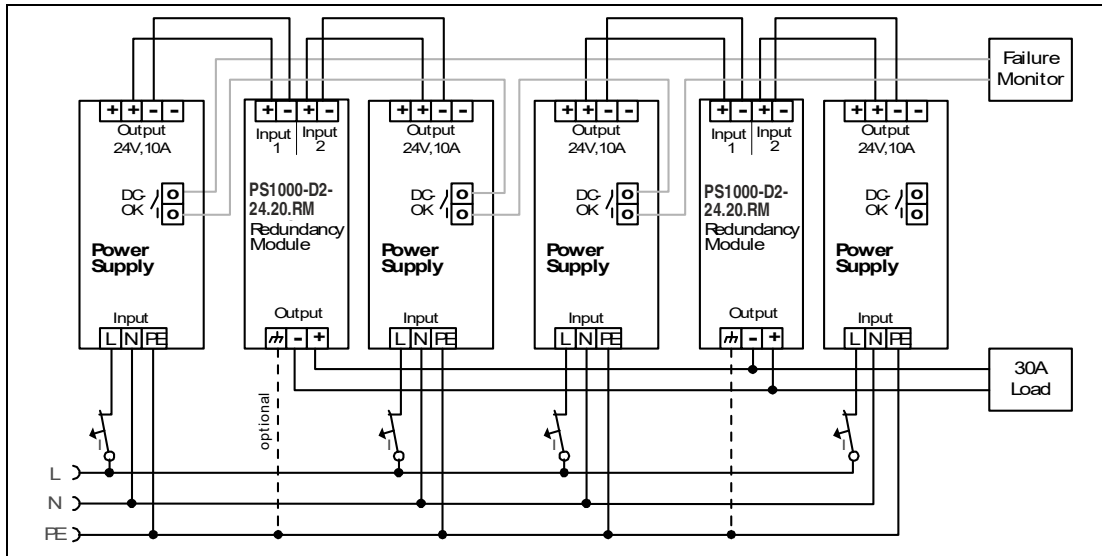 Failure
Monitor
+ + - -
Output
24V,10A
DC-
OK
Power
Supply
Input
L N PE
+ - + -
Input
1
Input
2
PS1000-D2-
24.20.RM
Redundancy
Module
Output
- +
optional
+ + - -
Output
24V,10A
DC-
OK
Power
Supply
Input
L N PE
+ + - -
Output
24V,10A
DC-
OK
Power
Supply
Input
L N PE
+ - + -
Input
1
Input
2
PS1000-D2-
24.20.RM
Redundancy
Module
Output
- +
+ + - -
Output
24V,10A
DC-
OK
Power
Supply
Input
L N PE
30A
Load
I
I
I
I
L
N
PE